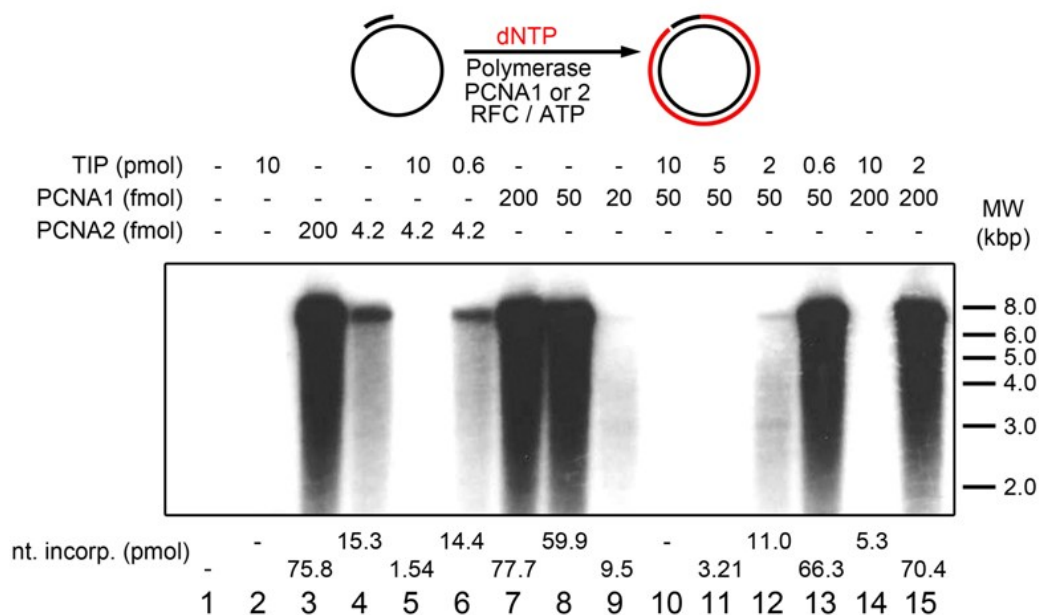 dNTP
Polymerase
PCNA1 or 2
RFC / ATP
TIP (pmol) - 10 - - 10 0.6 - - - 10 5 2 0.6 10 2
PCNA1 (fmol) - - - - - - 200 50 20 50 50 50 50 200 200
PCNA2 (fmol) - - 200 4.2 4.2 4.2 - - - - - - - - -
MW
(kbp)
8.0
6.0
5.0
4.0
3.0
2.0
nt. incorp. (pmol)
- 15.3 14.4 59.9 - 11.0 5.3
- 75.8 1.54 77.7 9.5 3.21 66.3 70.4
1 2 3 4 5 6 7 8 9 10 11 12 13 14 15